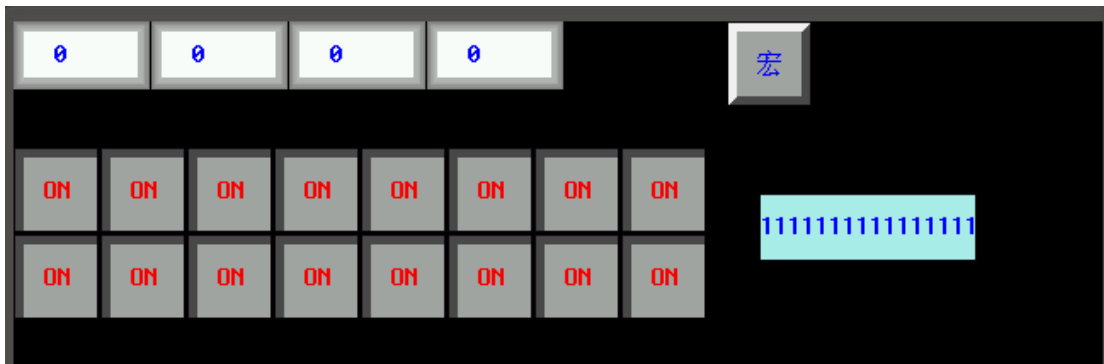 0 0 0 0 宏
ON ON ON ON ON ON ON ON
1111111111111111
ON ON ON ON ON ON ON ON